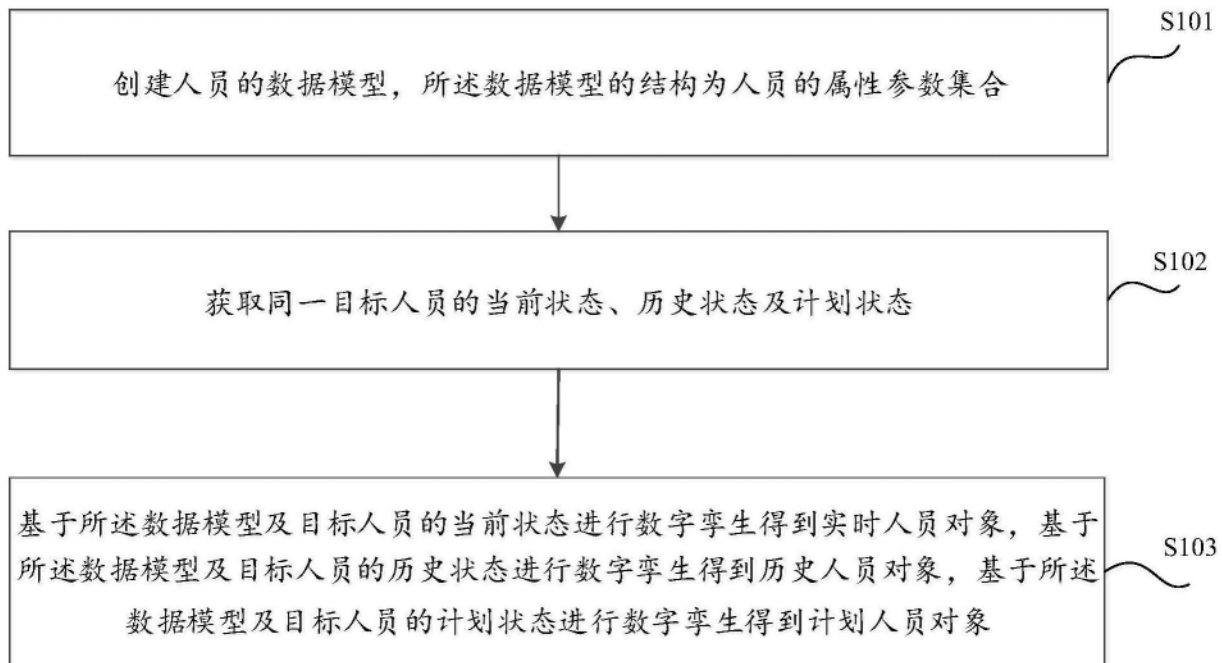 S101
创建人员的数据模型，所述数据模型的结构为人员的属性参数集合
S102
获取同一目标人员的当前状态、历史状态及计划状态
基于所述数据模型及目标人员的当前状态进行数字孪生得到实时人员对象，基于
S103
所述数据模型及目标人员的历史状态进行数字孪生得到历史人员对象，基于所述
数据模型及目标人员的计划状态进行数字孪生得到计划人员对象